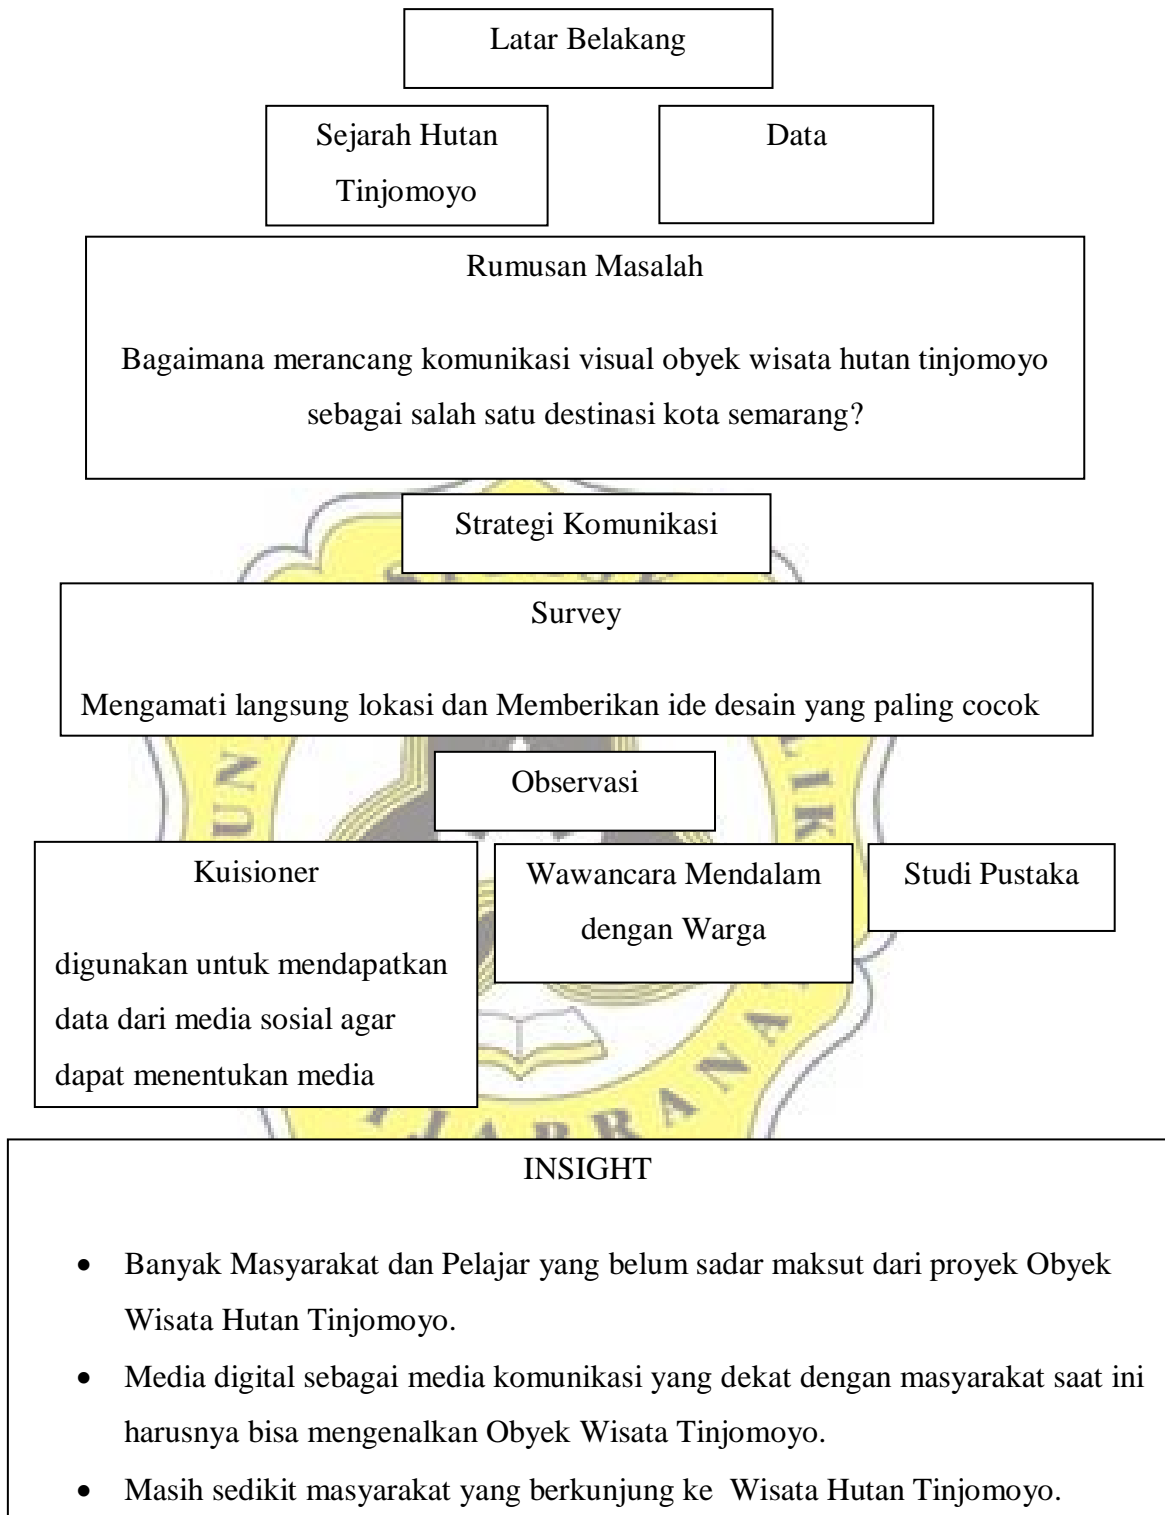 Latar Belakang
Sejarah Hutan
Tinjomoyo
Data
Rumusan Masalah
Bagaimana merancang komunikasi visual obyek wisata hutan tinjomoyo
sebagai salah satu destinasi kota semarang?
Strategi Komunikasi
Survey
Mengamati langsung lokasi dan Memberikan ide desain yang paling cocok
Observasi
Kuisioner
digunakan untuk mendapatkan
data dari media sosial agar
dapat menentukan media
Wawancara Mendalam
dengan Warga
Studi Pustaka
INSIGHT
• Banyak Masyarakat dan Pelajar yang belum sadar maksut dari proyek Obyek
Wisata Hutan Tinjomoyo.
• Media digital sebagai media komunikasi yang dekat dengan masyarakat saat ini
harusnya bisa mengenalkan Obyek Wisata Tinjomoyo.
• Masih sedikit masyarakat yang berkunjung ke Wisata Hutan Tinjomoyo.